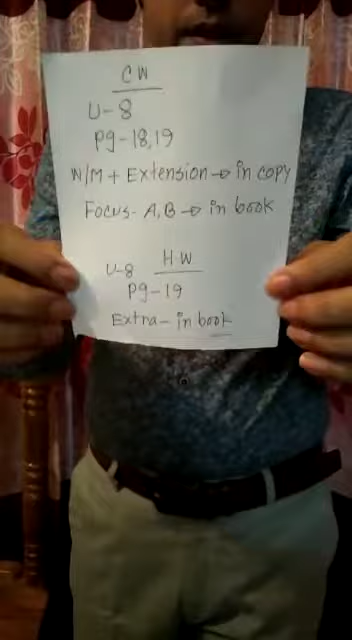 CW
U-8
Pg-18,19
W/M + Extension→ in copy
Focus- A,B→ in book
H.W
U-8
Pg-19
Extra- in book